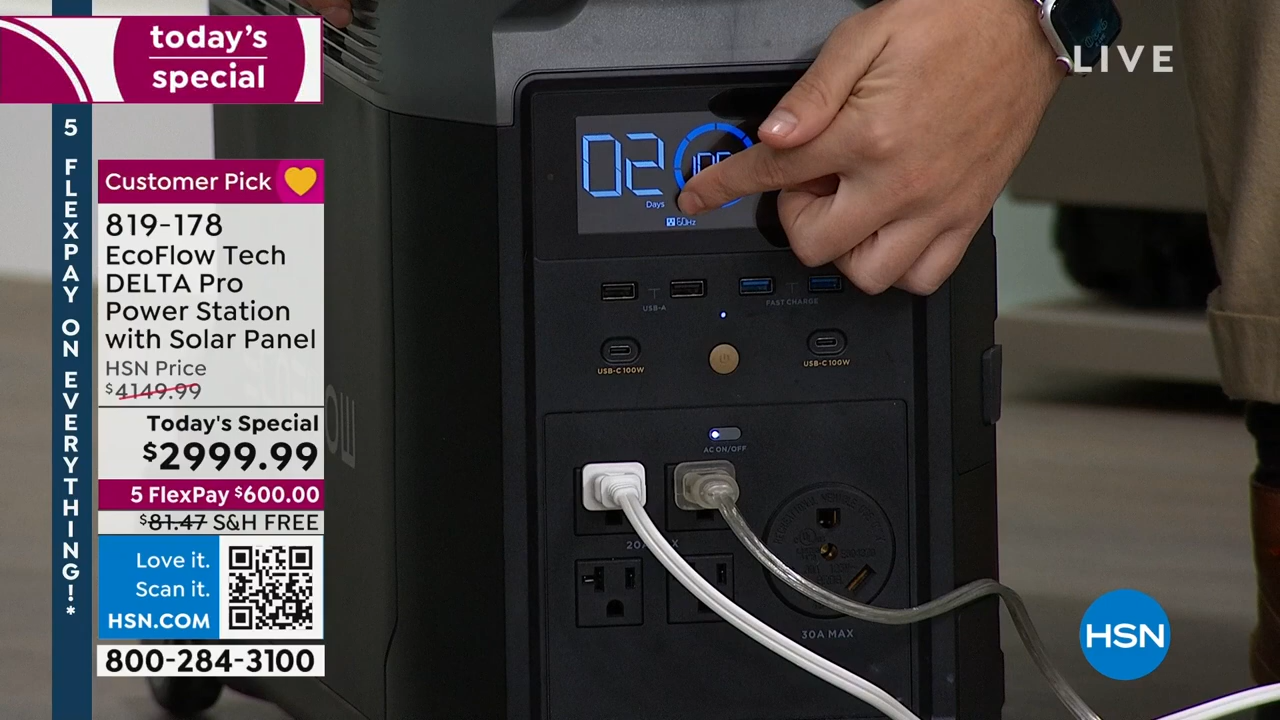 today's
special
LIVE
5 FLEXPAY ON EVERYTHING!*
Customer Pick
819-178
EcoFlow Tech
DELTA Pro
Power Station
with Solar Panel
HSN Price
$4149.99
Today's Special
$2999.99
5 FlexPay $600.00
$81.47 S&H FREE
Love it.
Scan it.
HSN.COM
800-284-3100
02
Days
60Hz
USB-A
FAST CHARGE
USB-C 100W
USB-C 100W
AC ON/OFF
30A MAX
HSN